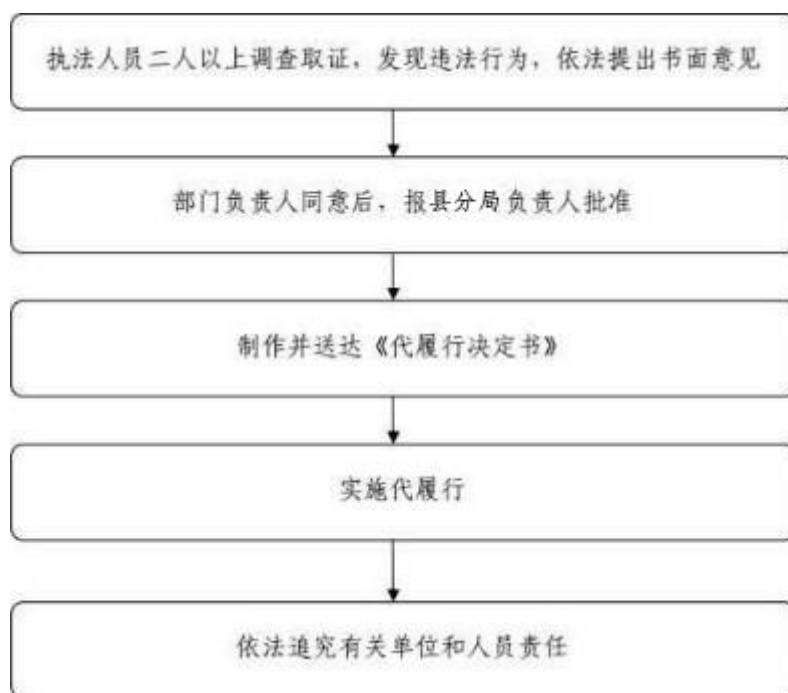 执法人员二人以上调查取证，发现违法行为，依法提出书面意见
部门负责人同意后，报县分局负责人批准
制作并送达《代履行决定书》
实施代履行
依法追究有关单位和人员责任